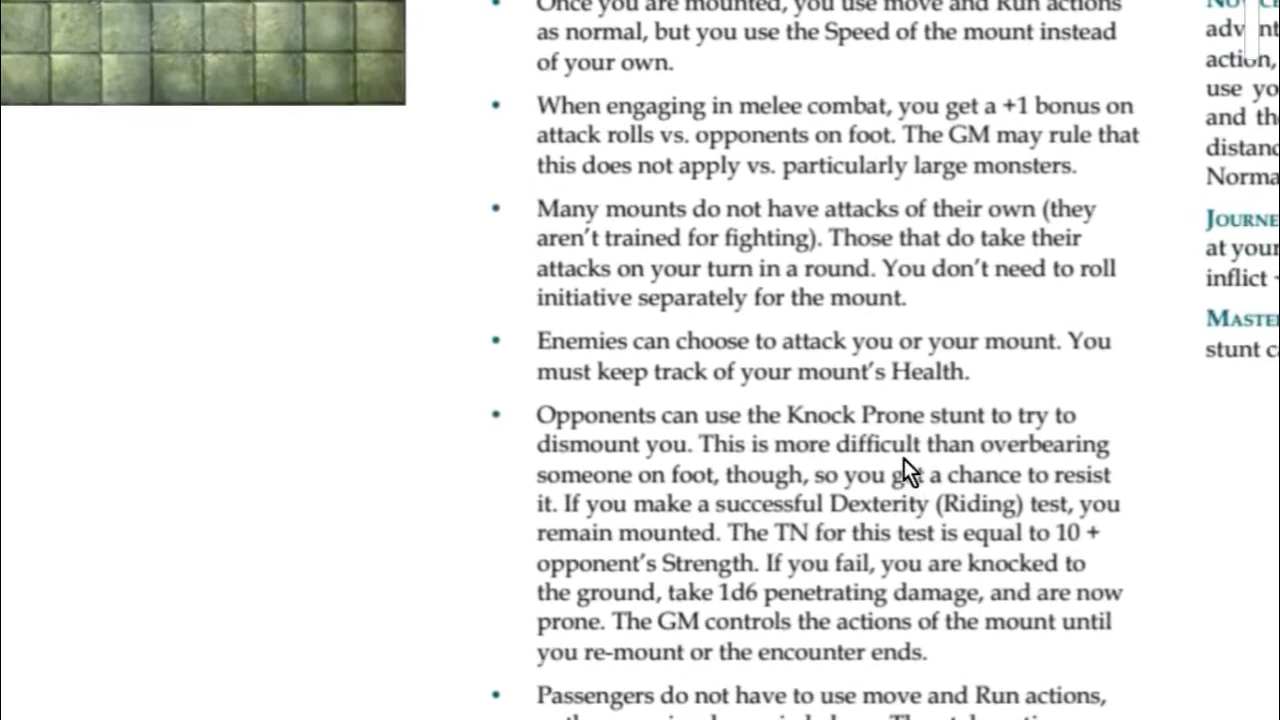 Once you are mounted, you use move and Run actions
as normal, but you use the Speed of the mount instead
of your own.
• When engaging in melee combat, you get a +1 bonus on
attack rolls vs. opponents on foot. The GM may rule that
this does not apply vs. particularly large monsters.
• Many mounts do not have attacks of their own (they
aren't trained for fighting). Those that do take their
attacks on your turn in a round. You don't need to roll
initiative separately for the mount.
• Enemies can choose to attack you or your mount. You
must keep track of your mount's Health.
• Opponents can use the Knock Prone stunt to try to
dismount you. This is more difficult than overbearing
someone on foot, though, so you get a chance to resist
it. If you make a successful Dexterity (Riding) test, you
remain mounted. The TN for this test is equal to 10 +
opponent's Strength. If you fail, you are knocked to
the ground, take 1d6 penetrating damage, and are now
prone. The GM controls the actions of the mount until
you re-mount or the encounter ends.
• Passengers do not have to use move and Run actions,
action,
use yo
and th
distanc
Norma
Journe
at your
inflict
Maste
stunt c